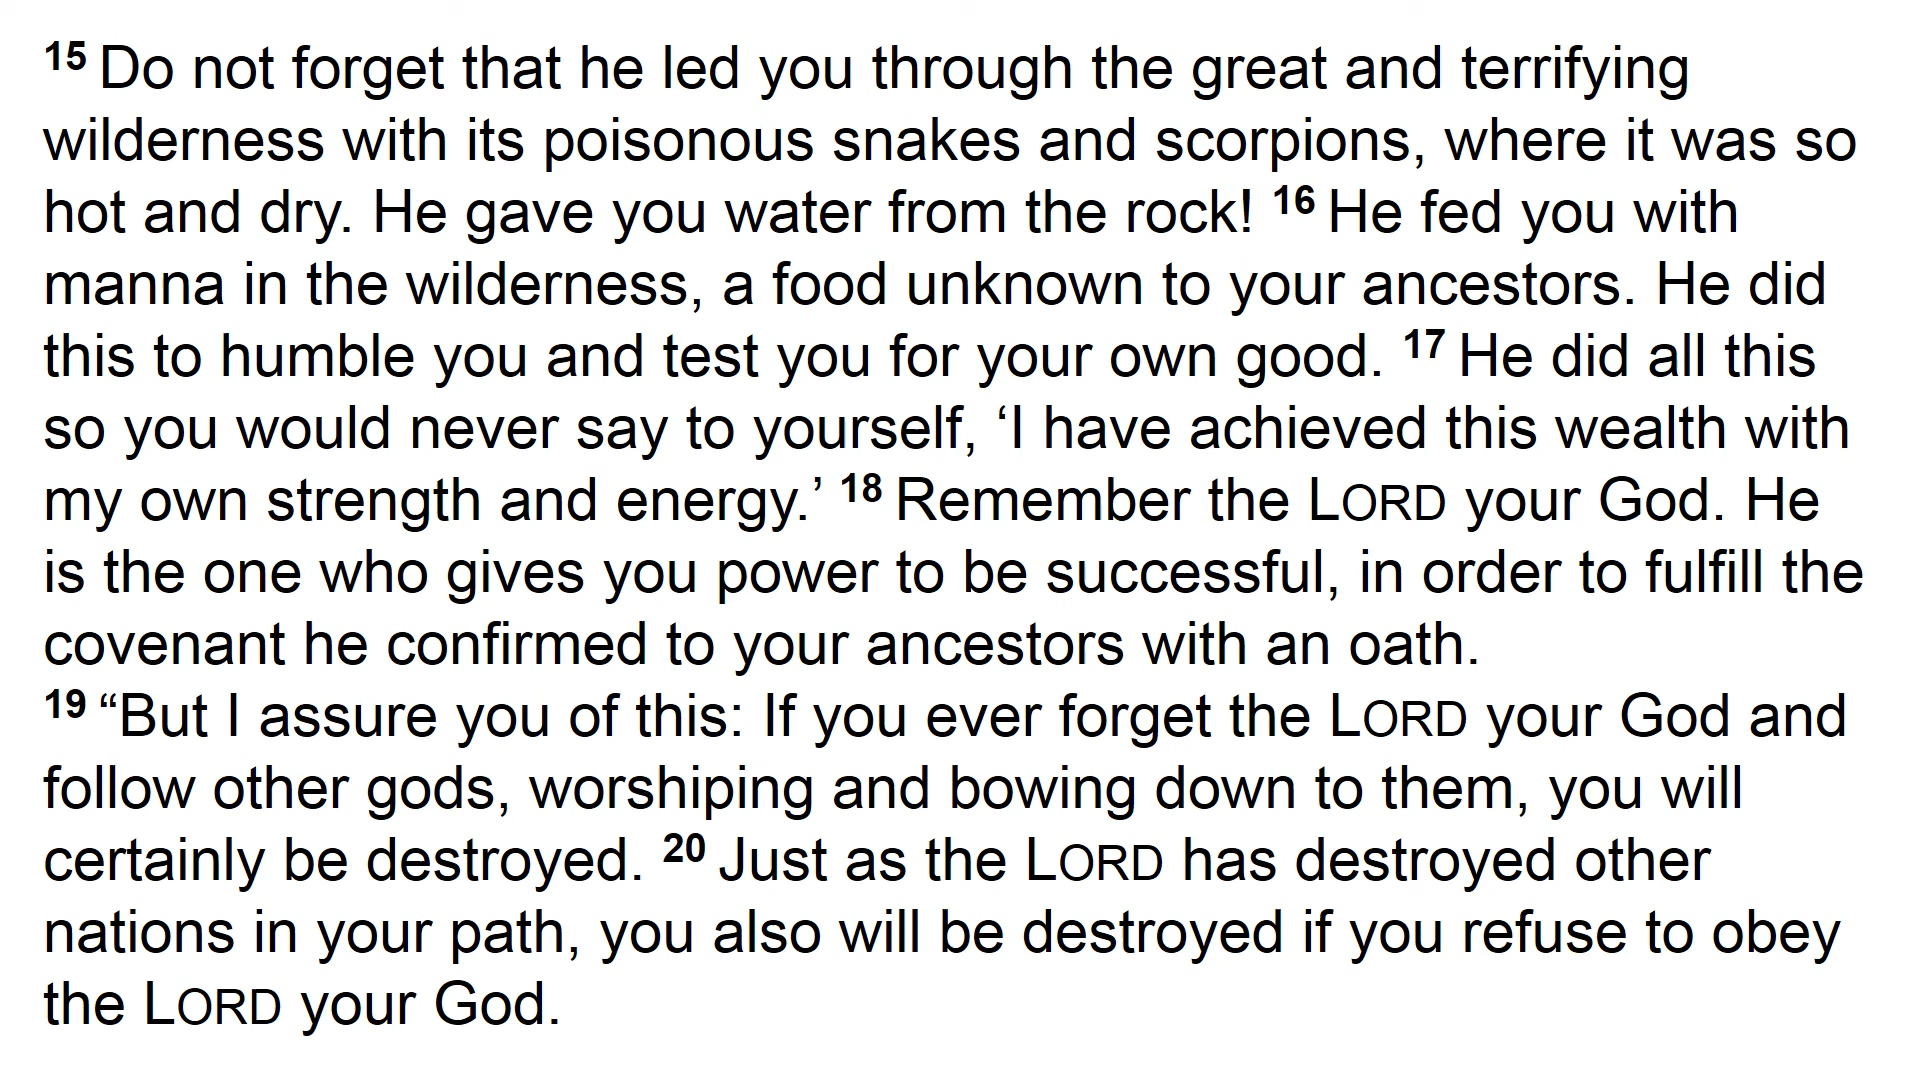 15 Do not forget that he led you through the great and terrifying
wilderness with its poisonous snakes and scorpions, where it was so
hot and dry. He gave you water from the rock! 16 He fed you with
manna in the wilderness, a food unknown to your ancestors. He did
this to humble you and test you for your own good. 17 He did all this
so you would never say to yourself, ‘I have achieved this wealth with
my own strength and energy.’ 18 Remember the LORD your God. He
is the one who gives you power to be successful, in order to fulfill the
covenant he confirmed to your ancestors with an oath.
19 “But I assure you of this: If you ever forget the LORD your God and
follow other gods, worshiping and bowing down to them, you will
certainly be destroyed. 20 Just as the LORD has destroyed other
nations in your path, you also will be destroyed if you refuse to obey
the LORD your God.